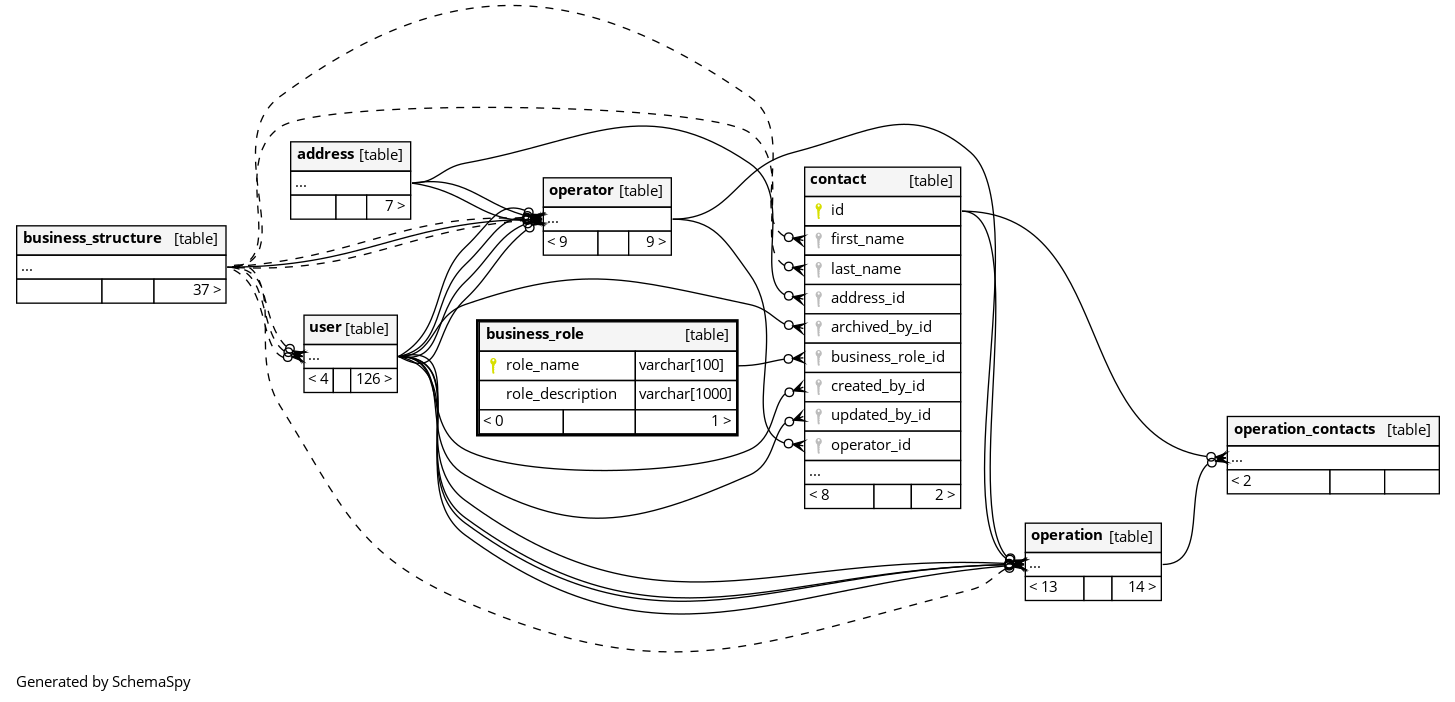 business_structure [table]
...
37 >
address [table]
...
7 >
user [table]
...
< 4 126 >
operator [table]
...
< 9 9 >
business_role [table]
role_name varchar[100]
role_description varchar[1000]
< 0 1 >
contact [table]
id
first_name
last_name
address_id
archived_by_id
business_role_id
created_by_id
updated_by_id
operator_id
...
< 8 2 >
operation_contacts [table]
...
< 2
operation [table]
...
< 13 14 >
Generated by SchemaSpy